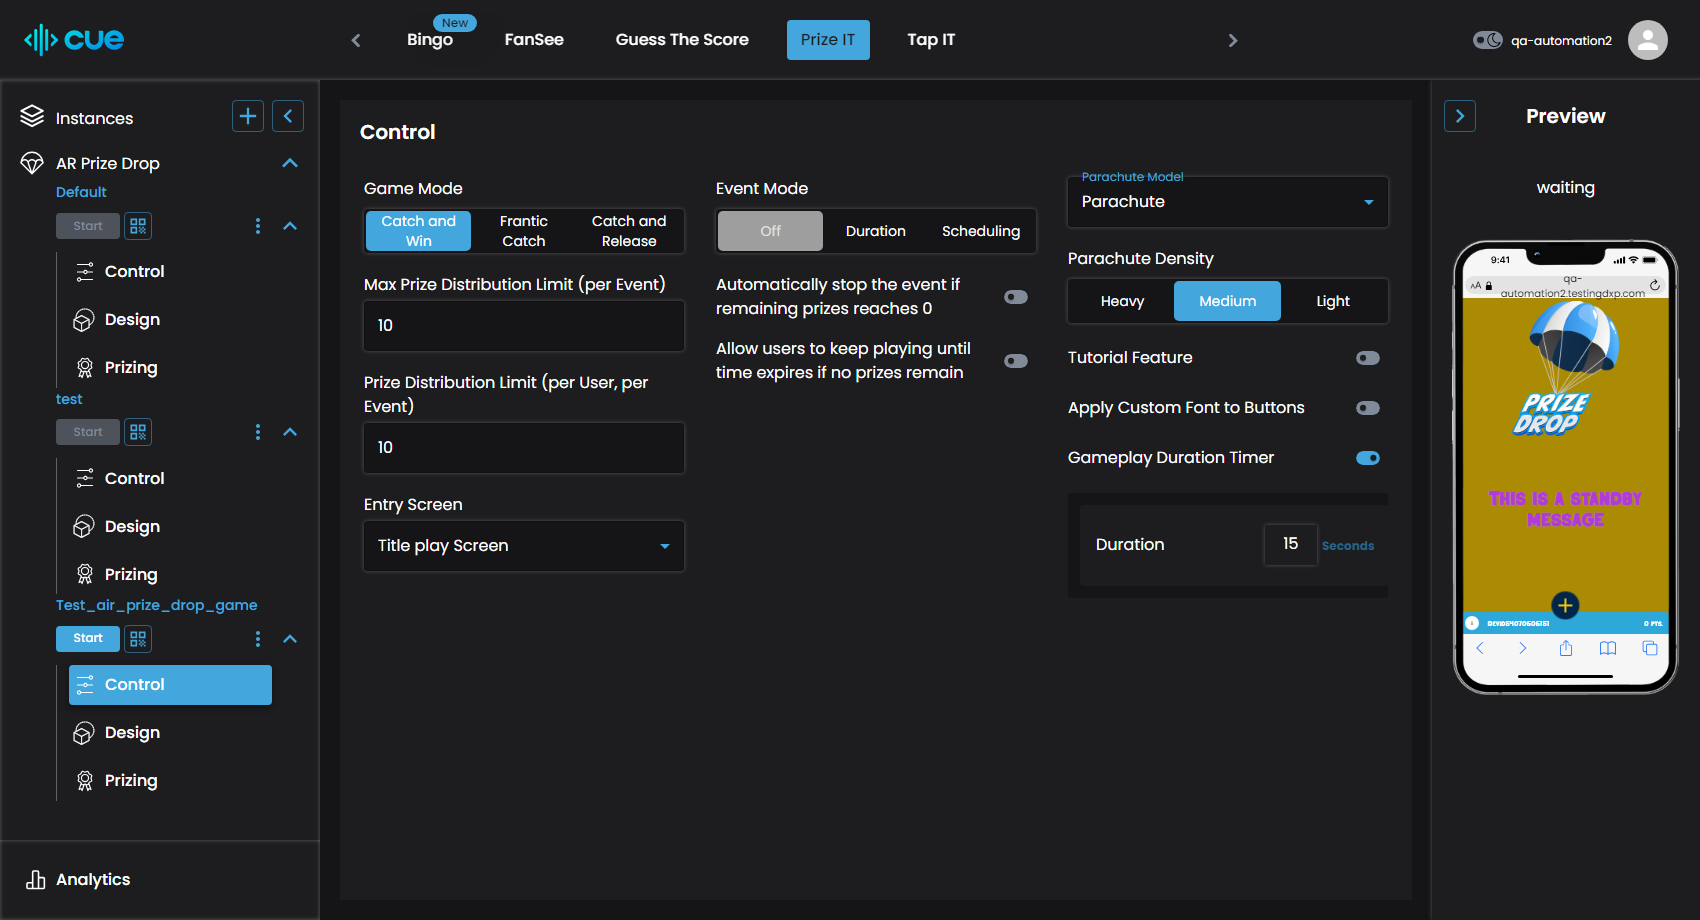 cue
New
Bingo
FanSee
Guess The Score
Prize IT
Tap IT
qa-automation2
Instances
AR Prize Drop
Default
Start
Control
Design
Prizing
test
Start
Control
Design
Prizing
Test_air_prize_drop_game
Start
Control
Design
Prizing
Analytics
Control
Game Mode
Catch and
Win
Frantic
Catch
Catch and
Release
Max Prize Distribution Limit (per Event)
10
Prize Distribution Limit (per User, per
Event)
10
Entry Screen
Title play Screen
Event Mode
Off
Duration
Scheduling
Automatically stop the event if
remaining prizes reaches 0
Allow users to keep playing until
time expires if no prizes remain
Parachute Model
Parachute
Parachute Density
Heavy
Medium
Light
Tutorial Feature
Apply Custom Font to Buttons
Gameplay Duration Timer
Duration
15
Seconds
Preview
waiting
9:41
AA
qa-
automation2.testingdxp.com
PRIZE
DROP
THIS IS A STANDBY
MESSAGE
0 PTS.